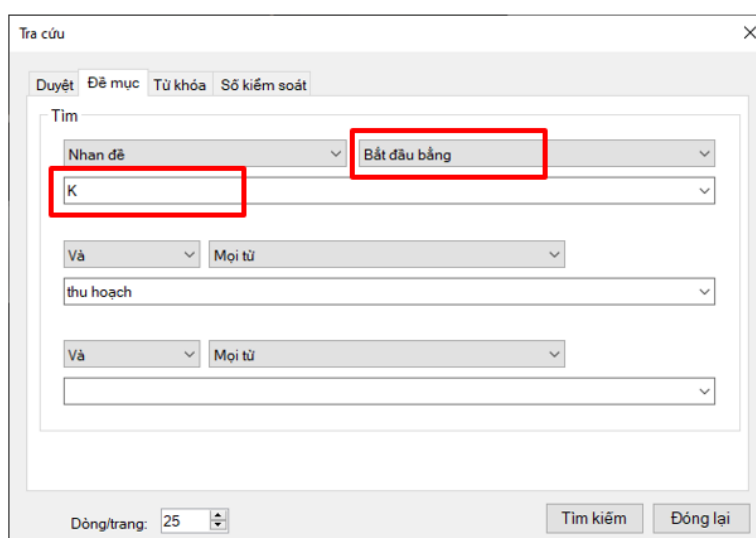 Tra cứu
Duyệt Đề mục Từ khóa Số kiểm soát
Tìm
Nhan đề Bắt đầu bằng
K
Và Mọi từ
thu hoạch
Và Mọi từ
Dòng/trang: 25 Tìm kiếm Đóng lại